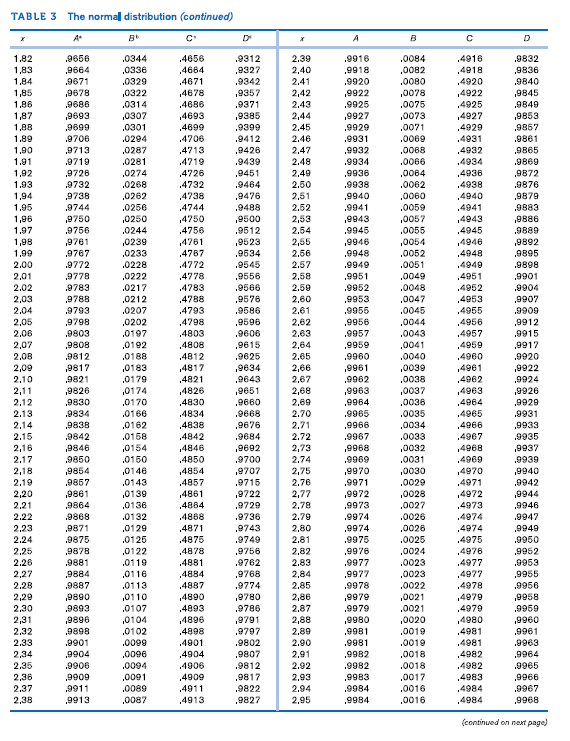 TABLE 3 The normal distribution (continued)
x Aᵃ Bᵇ Cᶜ Dᵈ x A B C D
1.82 .9656 .0344 .4656 .9312 2.39 .9916 .0084 .4916 .9832
1.83 .9664 .0336 .4664 .9327 2.40 .9918 .0082 .4918 .9836
1.84 .9671 .0329 .4671 .9342 2.41 .9920 .0080 .4920 .9840
1.85 .9678 .0322 .4678 .9357 2.42 .9922 .0078 .4922 .9845
1.86 .9686 .0314 .4686 .9371 2.43 .9925 .0075 .4925 .9849
1.87 .9693 .0307 .4693 .9385 2.44 .9927 .0073 .4927 .9853
1.88 .9699 .0301 .4699 .9399 2.45 .9929 .0071 .4929 .9857
1.89 .9706 .0294 .4706 .9412 2.46 .9931 .0069 .4931 .9861
1.90 .9713 .0287 .4713 .9426 2.47 .9932 .0068 .4932 .9865
1.91 .9719 .0281 .4719 .9439 2.48 .9934 .0066 .4934 .9869
1.92 .9726 .0274 .4726 .9451 2.49 .9936 .0064 .4936 .9872
1.93 .9732 .0268 .4732 .9464 2.50 .9938 .0062 .4938 .9876
1.94 .9738 .0262 .4738 .9476 2.51 .9940 .0060 .4940 .9879
1.95 .9744 .0256 .4744 .9488 2.52 .9941 .0059 .4941 .9883
1.96 .9750 .0250 .4750 .9500 2.53 .9943 .0057 .4943 .9886
1.97 .9756 .0244 .4756 .9512 2.54 .9945 .0055 .4945 .9889
1.98 .9761 .0239 .4761 .9523 2.55 .9946 .0054 .4946 .9892
1.99 .9767 .0233 .4767 .9534 2.56 .9948 .0052 .4948 .9895
2.00 .9772 .0228 .4772 .9545 2.57 .9949 .0051 .4949 .9898
2.01 .9778 .0222 .4778 .9556 2.58 .9951 .0049 .4951 .9901
2.02 .9783 .0217 .4783 .9566 2.59 .9952 .0048 .4952 .9904
2.03 .9788 .0212 .4788 .9576 2.60 .9953 .0047 .4953 .9907
2.04 .9793 .0207 .4793 .9586 2.61 .9955 .0045 .4955 .9909
2.05 .9798 .0202 .4798 .9596 2.62 .9956 .0044 .4956 .9912
2.06 .9803 .0197 .4803 .9606 2.63 .9957 .0043 .4957 .9915
2.07 .9808 .0192 .4808 .9615 2.64 .9959 .0041 .4959 .9917
2.08 .9812 .0188 .4812 .9625 2.65 .9960 .0040 .4960 .9920
2.09 .9817 .0183 .4817 .9634 2.66 .9961 .0039 .4961 .9922
2.10 .9821 .0179 .4821 .9643 2.67 .9962 .0038 .4962 .9924
2.11 .9826 .0174 .4826 .9651 2.68 .9963 .0037 .4963 .9926
2.12 .9830 .0170 .4830 .9660 2.69 .9964 .0036 .4964 .9929
2.13 .9834 .0166 .4834 .9668 2.70 .9965 .0035 .4965 .9931
2.14 .9838 .0162 .4838 .9676 2.71 .9966 .0034 .4966 .9933
2.15 .9842 .0158 .4842 .9684 2.72 .9967 .0033 .4967 .9935
2.16 .9846 .0154 .4846 .9692 2.73 .9968 .0032 .4968 .9937
2.17 .9850 .0150 .4850 .9700 2.74 .9969 .0031 .4969 .9939
2.18 .9854 .0146 .4854 .9707 2.75 .9970 .0030 .4970 .9940
2.19 .9857 .0143 .4857 .9715 2.76 .9971 .0029 .4971 .9942
2.20 .9861 .0139 .4861 .9722 2.77 .9972 .0028 .4972 .9944
2.21 .9864 .0136 .4864 .9729 2.78 .9973 .0027 .4973 .9946
2.22 .9868 .0132 .4868 .9736 2.79 .9974 .0026 .4974 .9947
2.23 .9871 .0129 .4871 .9743 2.80 .9974 .0026 .4974 .9949
2.24 .9875 .0125 .4875 .9749 2.81 .9975 .0025 .4975 .9950
2.25 .9878 .0122 .4878 .9756 2.82 .9976 .0024 .4976 .9952
2.26 .9881 .0119 .4881 .9762 2.83 .9977 .0023 .4977 .9953
2.27 .9884 .0116 .4884 .9768 2.84 .9977 .0023 .4977 .9955
2.28 .9887 .0113 .4887 .9774 2.85 .9978 .0022 .4978 .9956
2.29 .9890 .0110 .4890 .9780 2.86 .9979 .0021 .4979 .9958
2.30 .9893 .0107 .4893 .9786 2.87 .9979 .0021 .4979 .9959
2.31 .9896 .0104 .4896 .9791 2.88 .9980 .0020 .4980 .9960
2.32 .9898 .0102 .4898 .9797 2.89 .9981 .0019 .4981 .9961
2.33 .9901 .0099 .4901 .9802 2.90 .9981 .0019 .4981 .9963
2.34 .9904 .0096 .4904 .9807 2.91 .9982 .0018 .4982 .9964
2.35 .9906 .0094 .4906 .9812 2.92 .9982 .0018 .4982 .9965
2.36 .9909 .0091 .4909 .9817 2.93 .9983 .0017 .4983 .9966
2.37 .9911 .0089 .4911 .9822 2.94 .9984 .0016 .4984 .9967
2.38 .9913 .0087 .4913 .9827 2.95 .9984 .0016 .4984 .9968
(continued on next page)